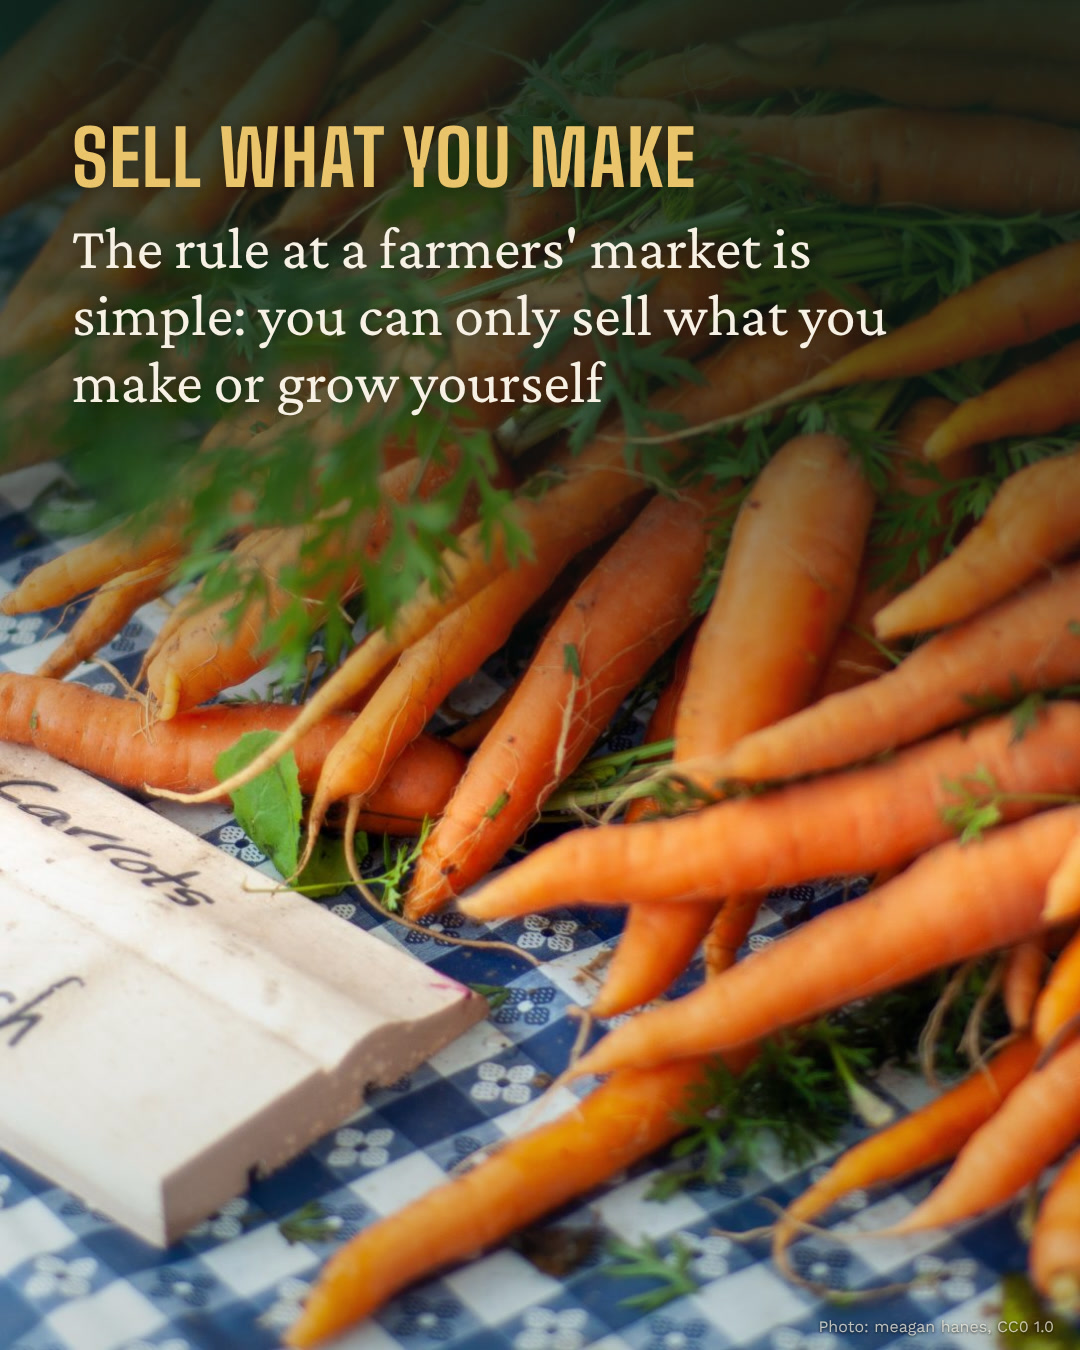 SELL WHAT YOU MAKE
The rule at a farmers' market is
simple: you can only sell what you
make or grow yourself
carrots
Photo: meagan hanes, CC0 1.0